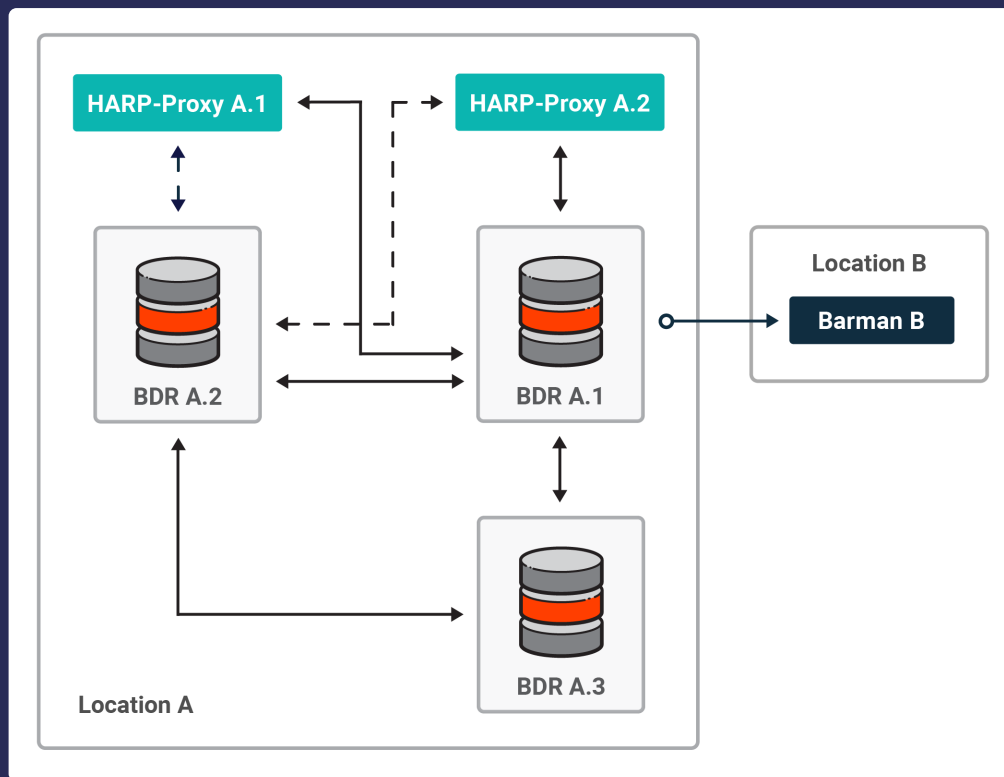 HARP-Proxy A.1
HARP-Proxy A.2
Location B
Barman B
BDR A.2
BDR A.1
BDR A.3
Location A